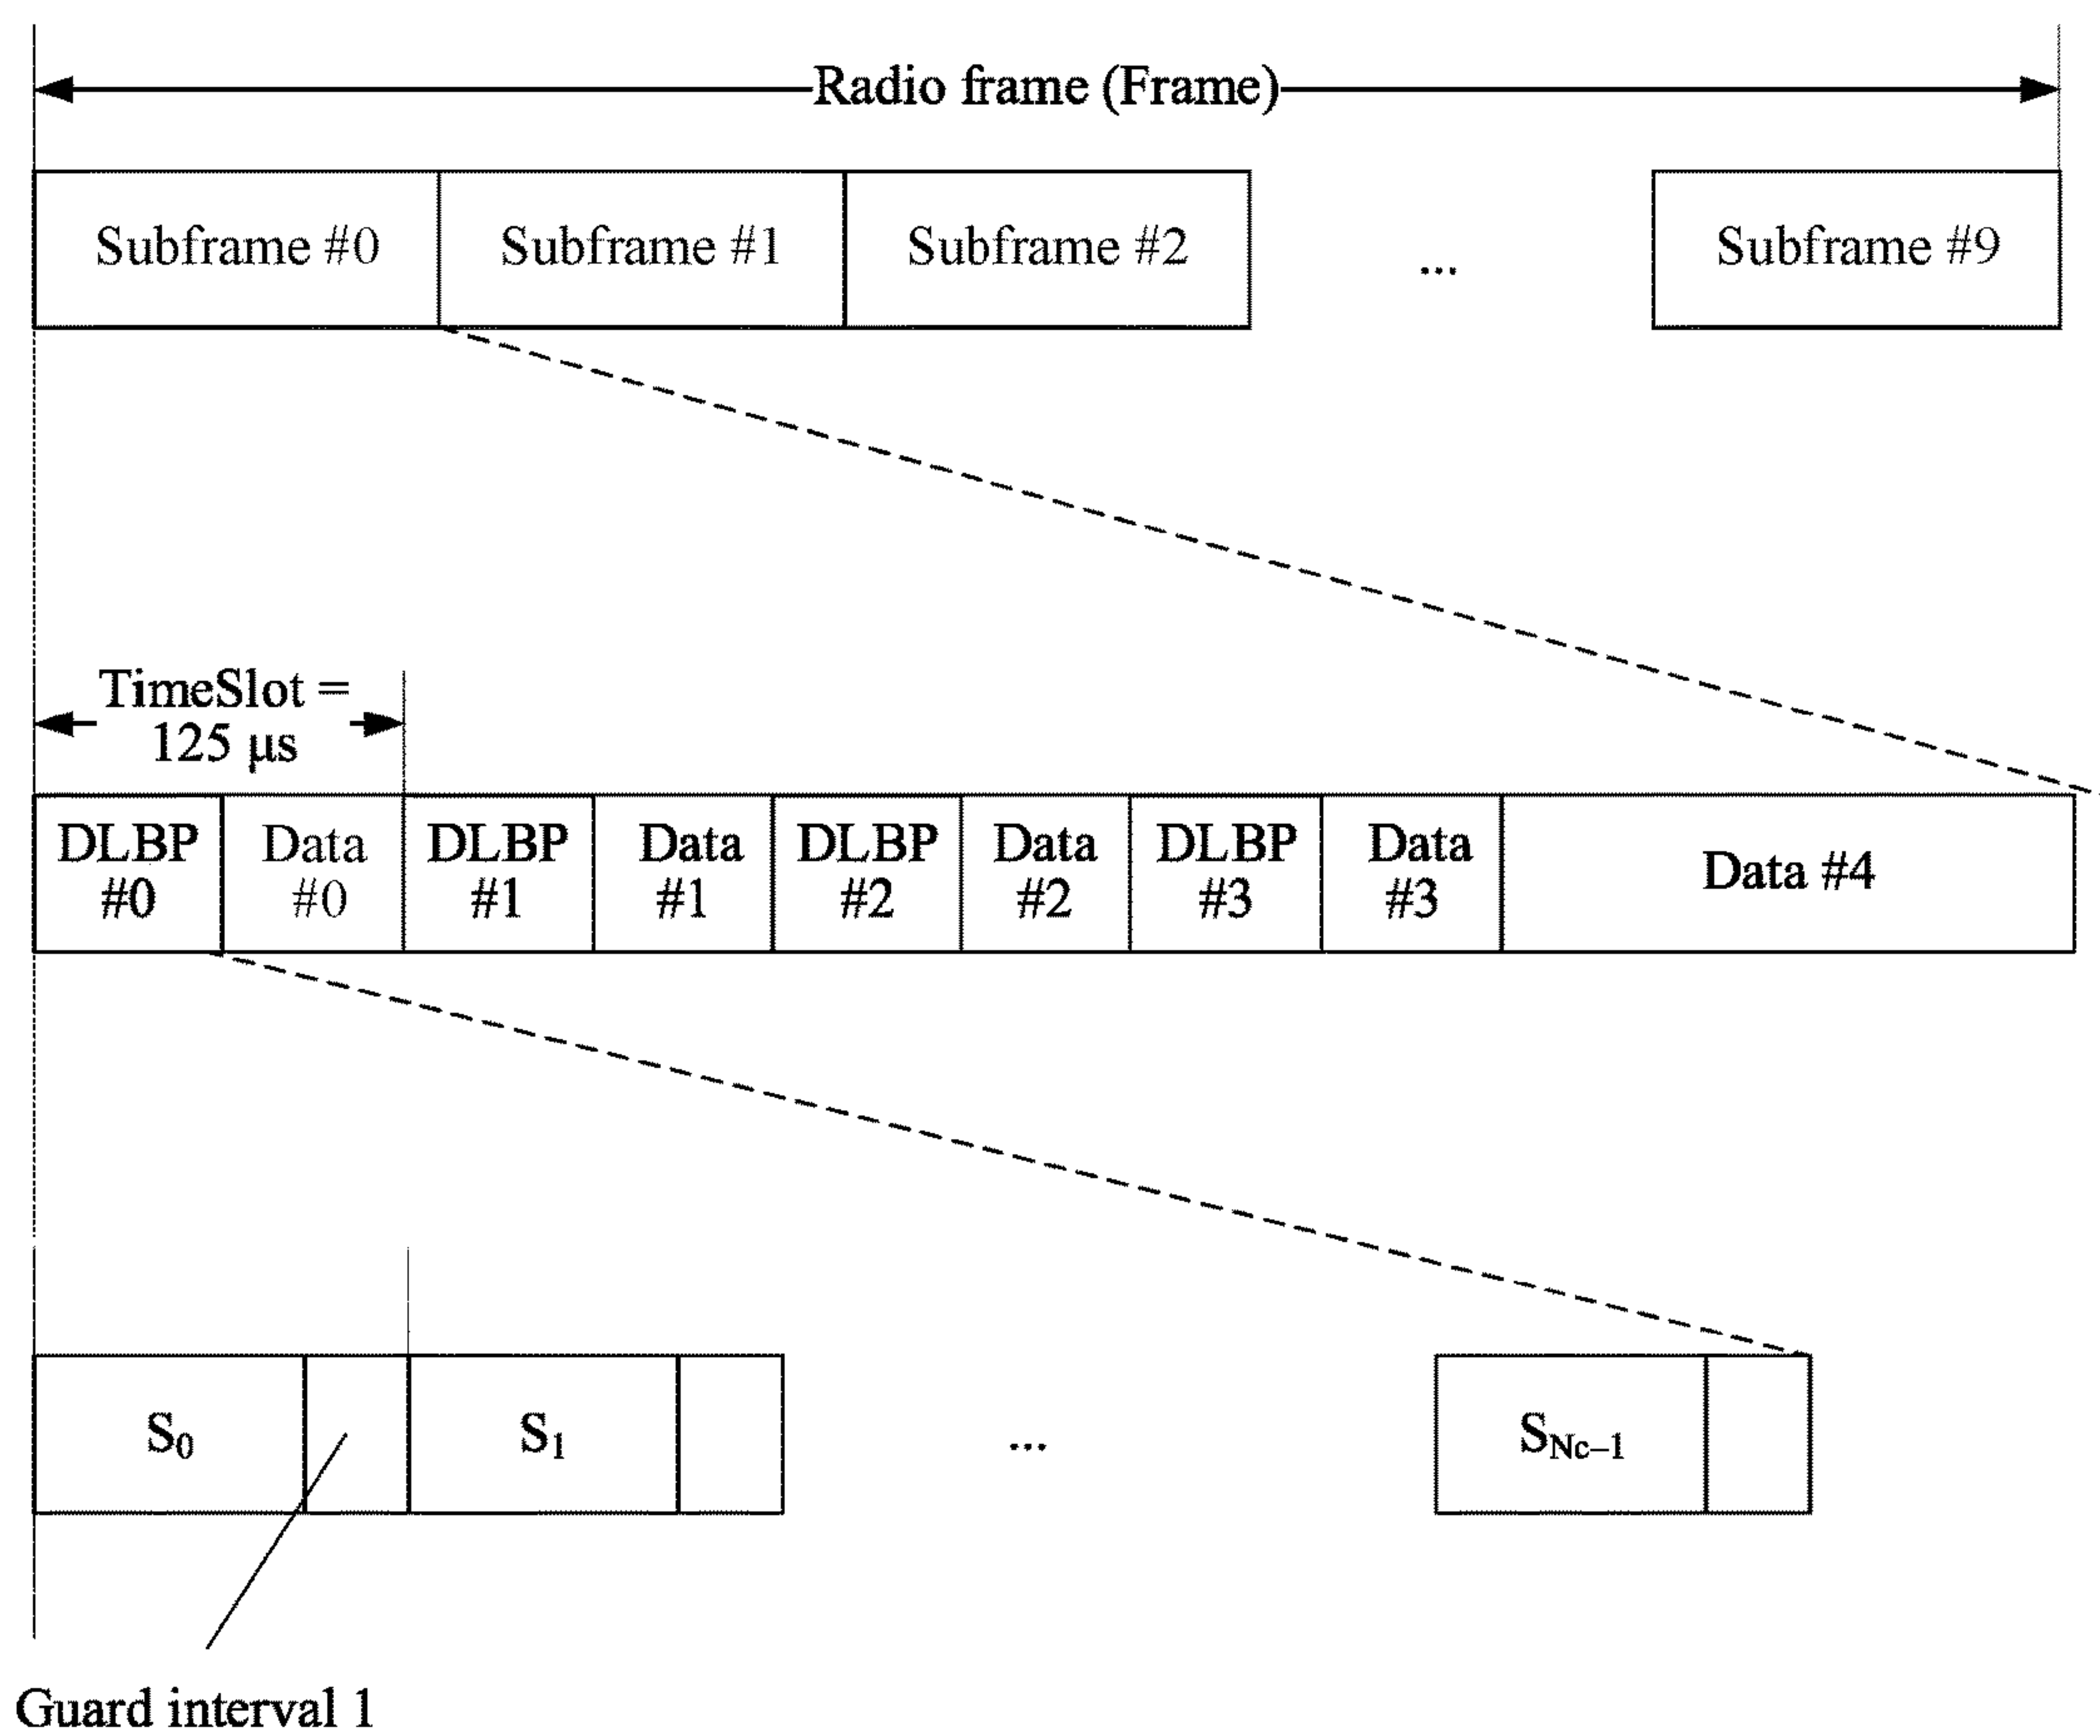 Radio frame (Frame)
Subframe #0 Subframe #1 Subframe #2 ... Subframe #9
TimeSlot =
125 μs
DLBP Data DLBP Data DLBP Data DLBP Data Data #4
#0 #0 #1 #1 #2 #2 #3 #3
S0 S1 ... SNc–1
Guard interval 1